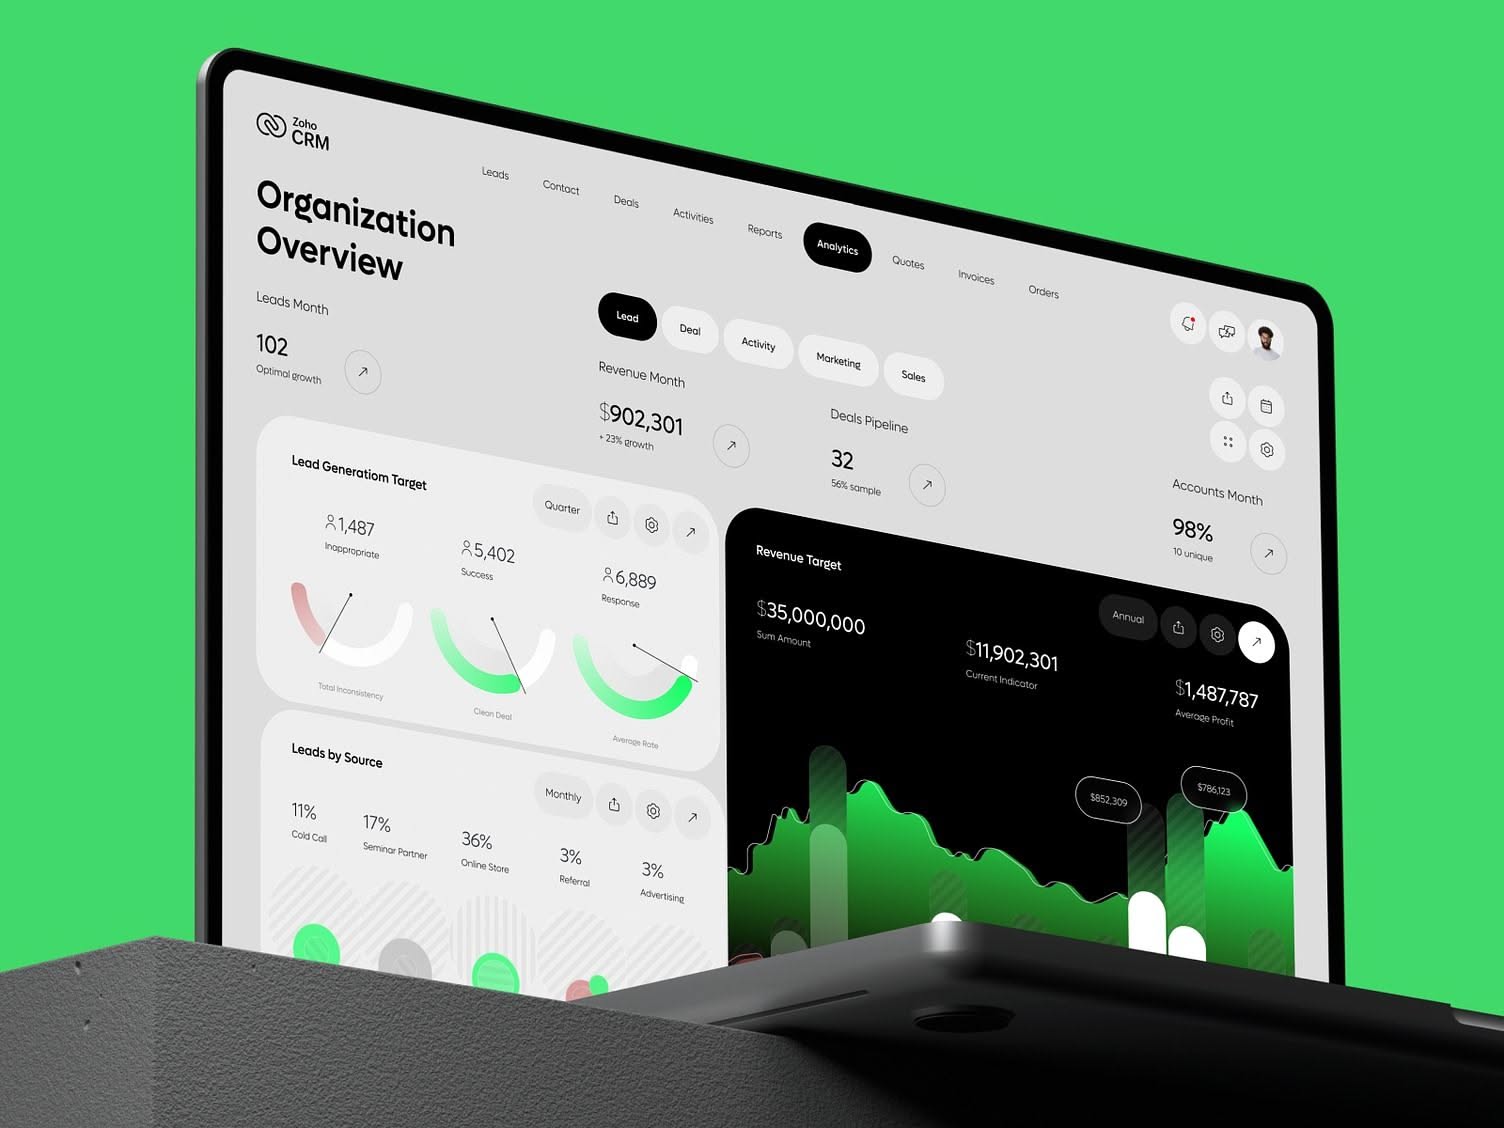 Zoho
CRM
Leads
Contact
Deals
Activities
Reports
Analytics
Quotes
Invoices
Orders
Organization
Overview
Lead
Deal
Activity
Marketing
Sales
Leads Month
102
Optimal growth
Revenue Month
$902,301
+ 23% growth
Deals Pipeline
32
56% sample
Accounts Month
98%
10 unique
Lead Generatiom Target
Quarter
1,487
Inappropriate
5,402
Success
6,889
Response
Total Inconsistency
Clean Deal
Average Rate
Revenue Target
Annual
$35,000,000
Sum Amount
$11,902,301
Current Indicator
$1,487,787
Average Profit
$852,309
$786,123
Leads by Source
Monthly
11%
Cold Call
17%
Seminar Partner
36%
Online Store
3%
Referral
3%
Advertising